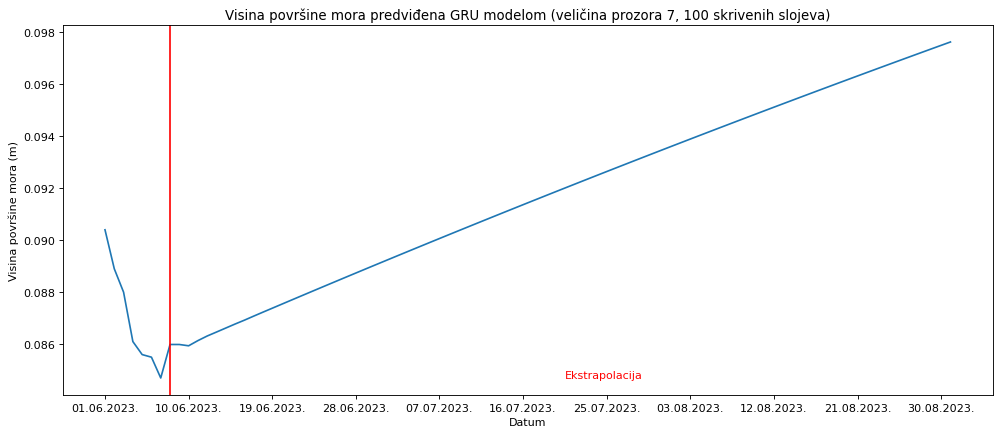 Visina površine mora predviđena GRU modelom (veličina prozora 7, 100 skrivenih slojeva)
Visina površine mora (m)
0.098
0.096
0.094
0.092
0.090
0.088
0.086
Ekstrapolacija
01.06.2023. 10.06.2023. 19.06.2023. 28.06.2023. 07.07.2023. 16.07.2023. 25.07.2023. 03.08.2023. 12.08.2023. 21.08.2023. 30.08.2023.
Datum